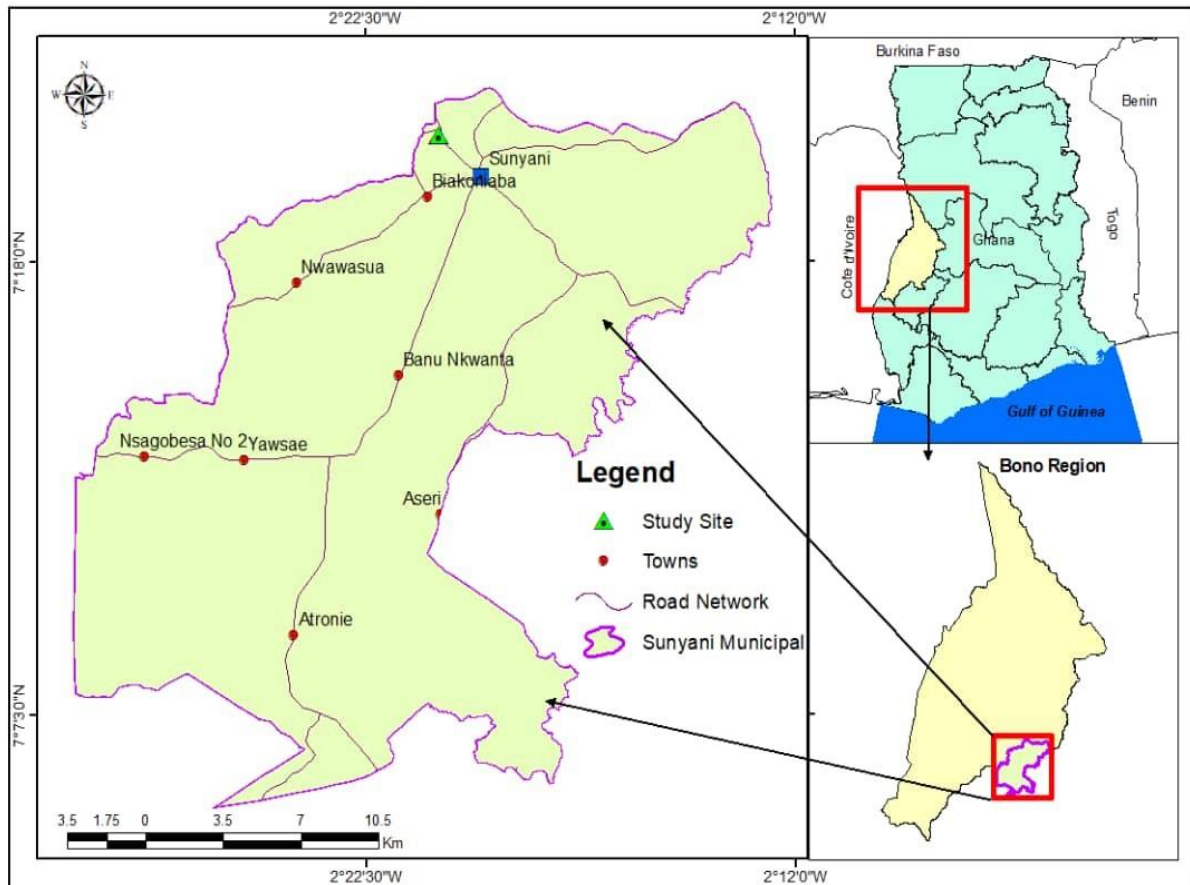 2°22'30"W
2°12'0"W
N
W
E
S
Sunyani
Biakoniaba
7°18'0"N
Nwawasua
Banu Nkwanta
Nsagobesa No 2
Yawsae
Aseri
Atronie
7°7'30"N
Legend
Study Site
Towns
Road Network
Sunyani Municipal
3.5 1.75 0 3.5 7 10.5
Km
2°22'30"W
2°12'0"W
Burkina Faso
Benin
Cote d'Ivoire
Ghana
Togo
Gulf of Guinea
Bono Region